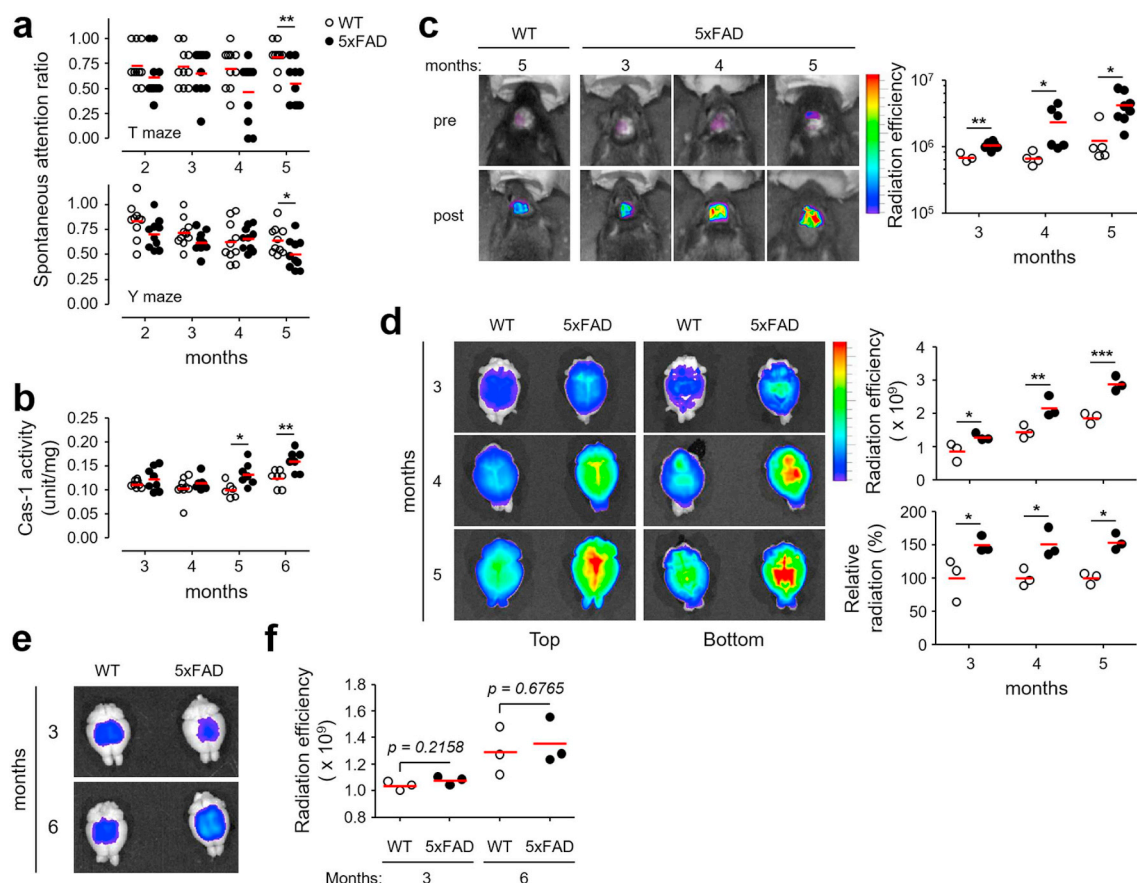 a
WT
5xFAD
Spontaneous attention ratio
**
1.00
0.75
0.50
0.25
0.00
T maze
2 3 4 5
*
1.00
0.75
0.50
0.25
0.00
Y maze
2 3 4 5
months
b
Cas-1 activity
(unit/mg)
0.25
0.20
0.15
0.10
0.05
0.00
* **
3 4 5 6
months
c
WT 5xFAD
months: 5 3 4 5
pre
post
Radiation efficiency
10⁷
10⁶
10⁵
** * *
3 4 5
months
d
WT 5xFAD WT 5xFAD
months
3
4
5
Top Bottom
Radiation efficiency
( x 10⁹)
4
3
2
1
0
* ** ***
Relative
radiation (%)
200
150
100
50
0
* * *
3 4 5
months
e
WT 5xFAD
months
3
6
f
Radiation efficiency
( x 10⁹)
1.8
1.6
1.4
1.2
1.0
0.8
p = 0.6765
p = 0.2158
WT 5xFAD WT 5xFAD
Months: 3 6